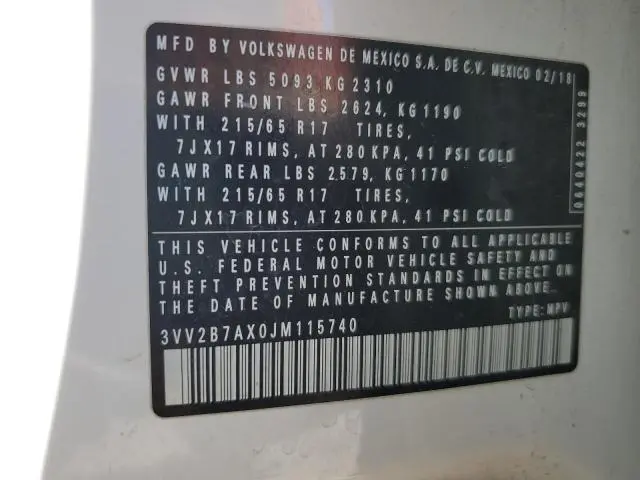 MFD BY VOLKSWAGEN DE MEXICO S.A. DE C.V. MEXICO 02/18
GVWR LBS 5093 KG 2310
GAWR FRONT LBS 2624, KG 1190
WITH 215/65 R17 TIRES,
7JX17 RIMS, AT 280 KPA, 41 PSI COLD
GAWR REAR LBS 2579, KG 1170
WITH 215/65 R17 TIRES,
7JX17 RIMS, AT 280 KPA, 41 PSI COLD
0640422 3299
THIS VEHICLE CONFORMS TO ALL APPLICABLE
U.S. FEDERAL MOTOR VEHICLE SAFETY AND
THEFT PREVENTION STANDARDS IN EFFECT ON
THE DATE OF MANUFACTURE SHOWN ABOVE.
TYPE: MPV
3VV2B7AX0JM115740